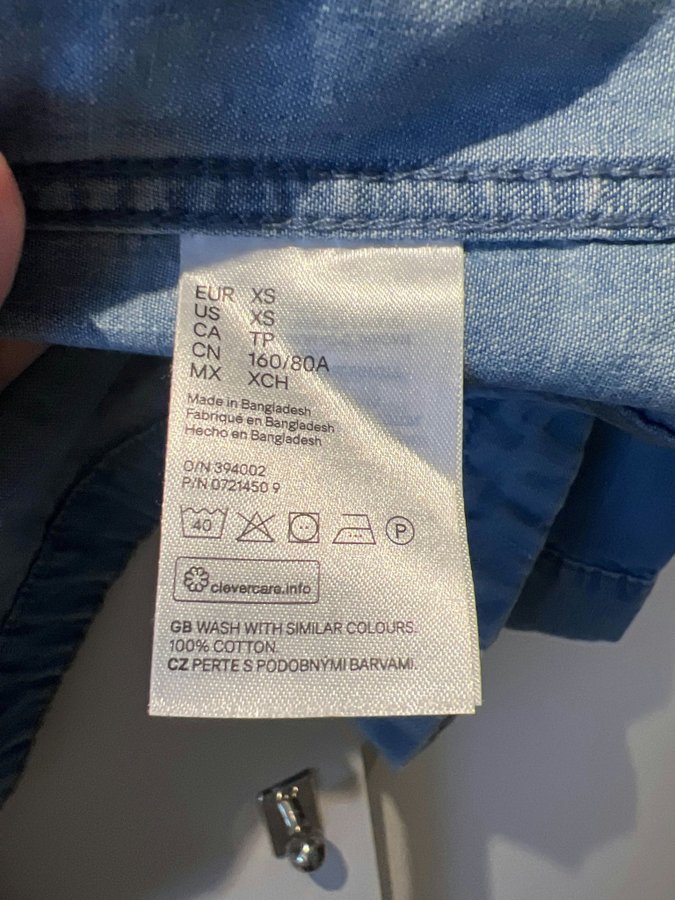 EUR XS
US XS
CA TP
CN 160/80A
MX XCH
Made in Bangladesh
Fabriqué en Bangladesh
Hecho en Bangladesh
O/N 394002
P/N 0721450 9
40 P
clevercare.info
GB WASH WITH SIMILAR COLOURS.
100% COTTON.
CZ PERTE S PODOBNÝMI BARVAMI.